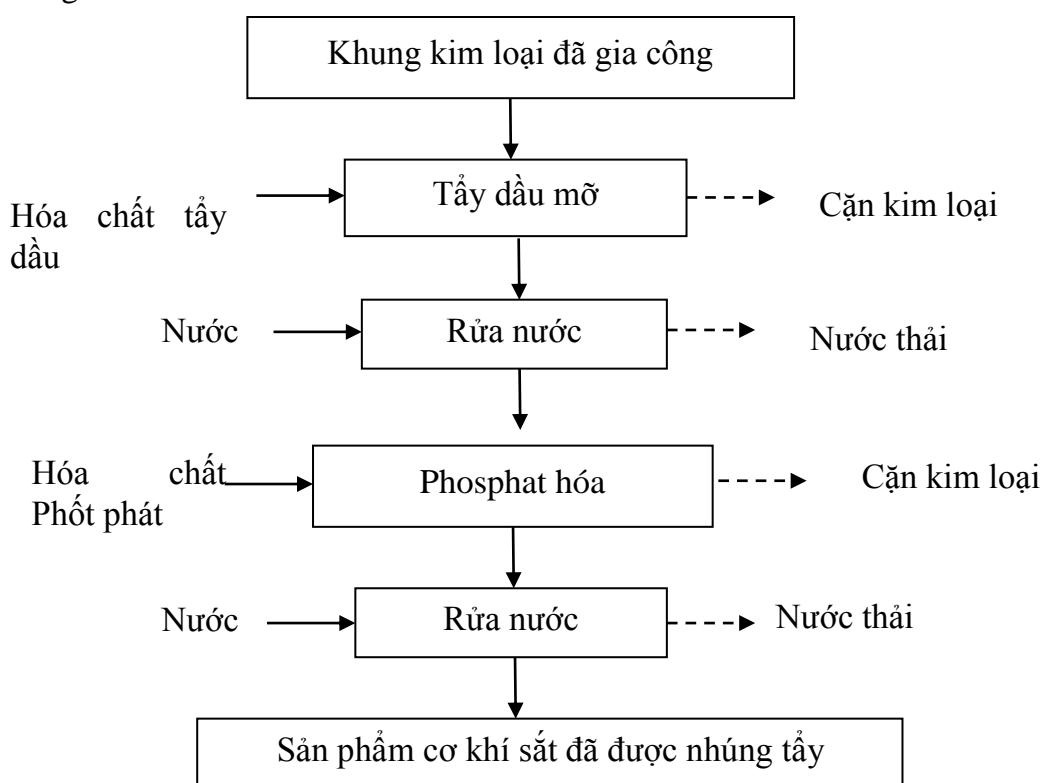 Khung kim loại đã gia công
Tẩy dầu mỡ
Hóa chất tẩy
dầu
Cặn kim loại
Nước
Rửa nước
Nước thải
Hóa chất
Phốt phát
Phosphat hóa
Cặn kim loại
Nước
Rửa nước
Nước thải
Sản phẩm cơ khí sắt đã được nhúng tẩy